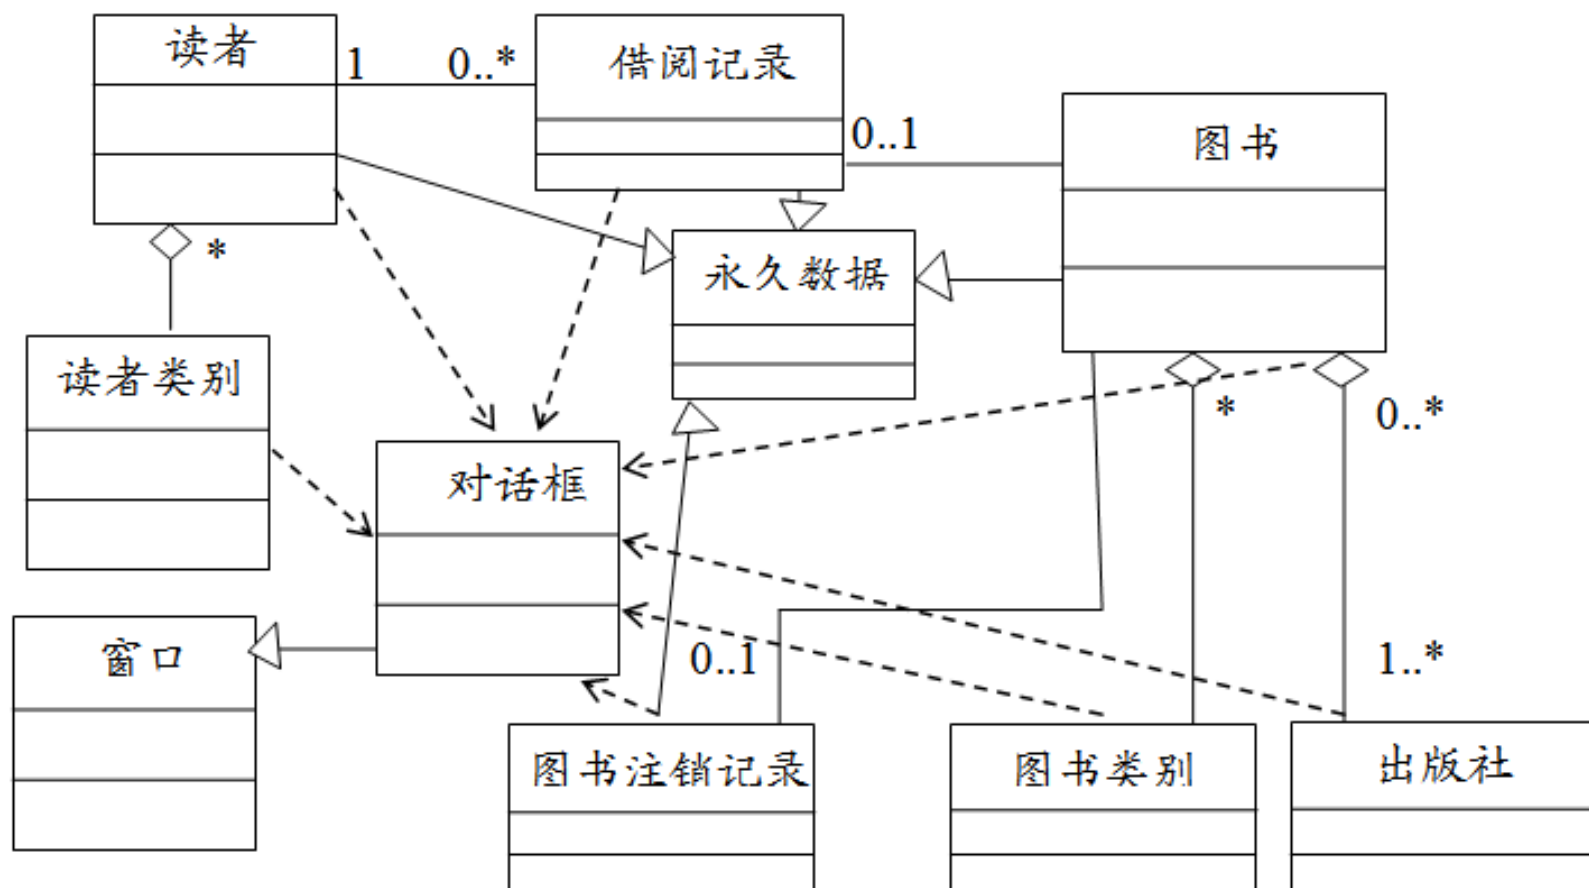 读者
1
0..*
借阅记录
0..1
图书
永久数据
*
读者类别
*
0..*
对话框
窗口
0..1
1..*
图书注销记录
图书类别
出版社